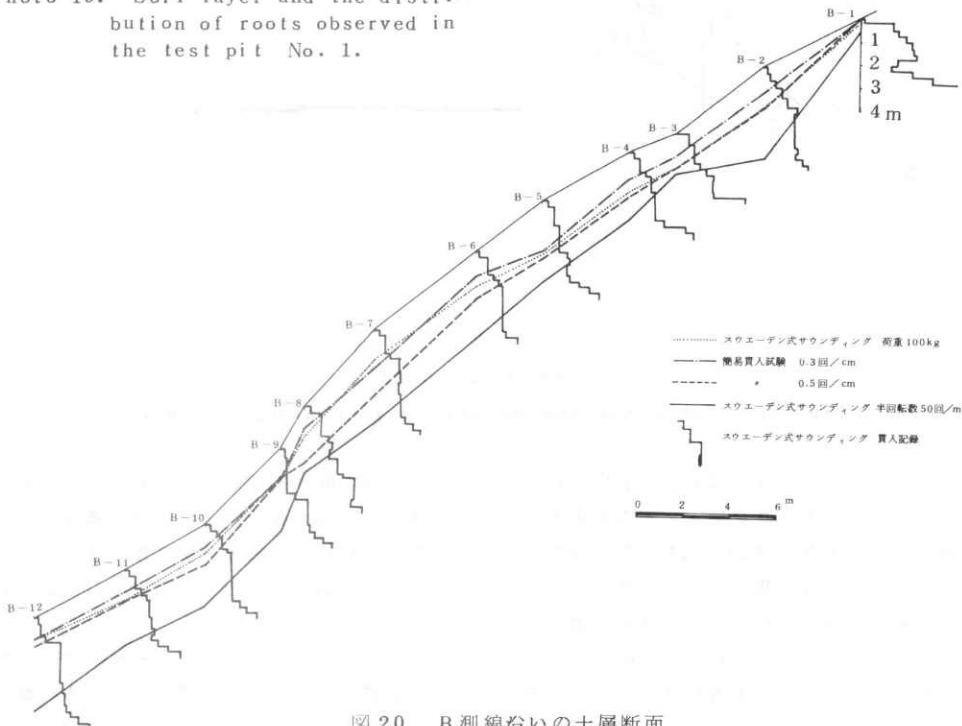 bution of roots observed in
the test pit No. 1.
B-1
1
2
3
4 m
B-2
B-3
B-4
B-5
B-6
B-7
B-8
B-9
B-10
B-11
B-12
スウエーデン式サウンディング 荷重100kg
簡易貫入試験 0.3回/cm
〃 0.5回/cm
スウエーデン式サウンディング 半回転数50回/m
スウエーデン式サウンディング 貫入記録
0 2 4 6 m
図20 B測線沿いの土層断面